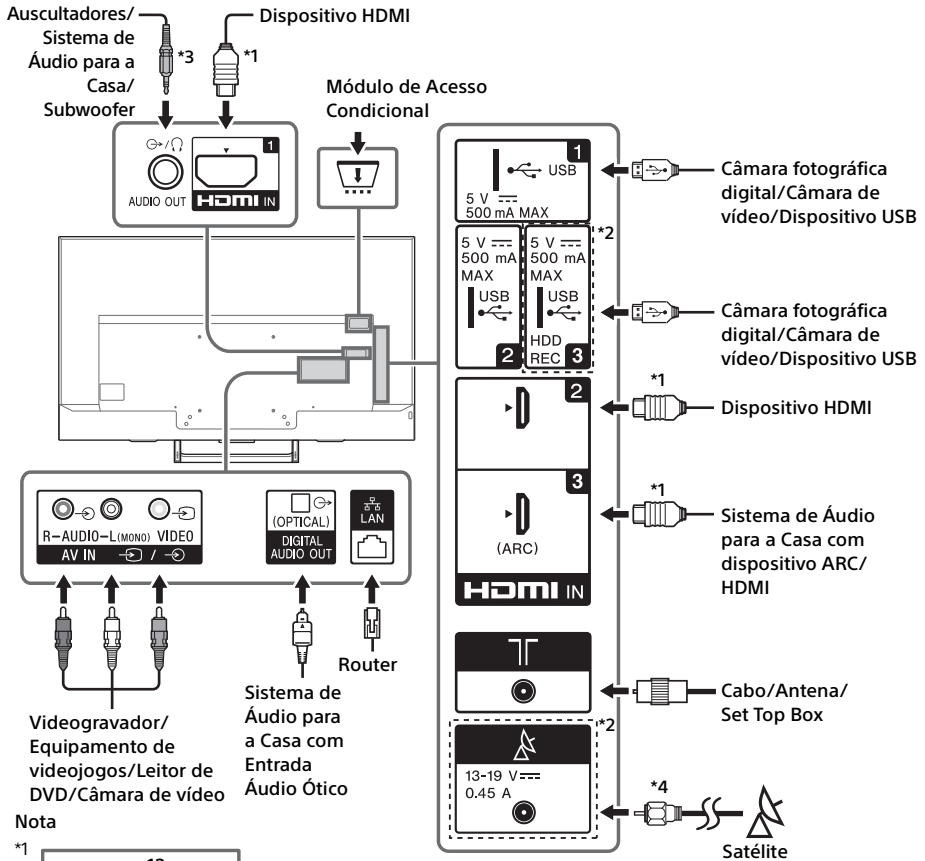 Auscultadores/
Sistema de
Áudio para a
Casa/
Subwoofer
*3
*1
Dispositivo HDMI
Módulo de Acesso
Condicional
AUDIO OUT
1
HDMI IN
1
USB
5 V
500 mA MAX
Câmara fotográfica
digital/Câmara de
vídeo/Dispositivo USB
*2
5 V
500 mA
MAX
USB
2
5 V
500 mA
MAX
USB
HDD
REC 3
Câmara fotográfica
digital/Câmara de
vídeo/Dispositivo USB
2
*1
Dispositivo HDMI
3
(ARC)
HDMI IN
*1
Sistema de Áudio
para a Casa com
dispositivo ARC/
HDMI
R-AUDIO-L(MONO) VIDEO
AV IN /
(OPTICAL)
DIGITAL
AUDIO OUT
LAN
Videogravador/
Equipamento de
videojogos/Leitor de
DVD/Câmara de vídeo
Sistema de
Áudio para
a Casa com
Entrada
Áudio Ótico
Router
Cabo/Antena/
Set Top Box
*2
13-19 V
0.45 A
*4
Satélite
Nota
*1